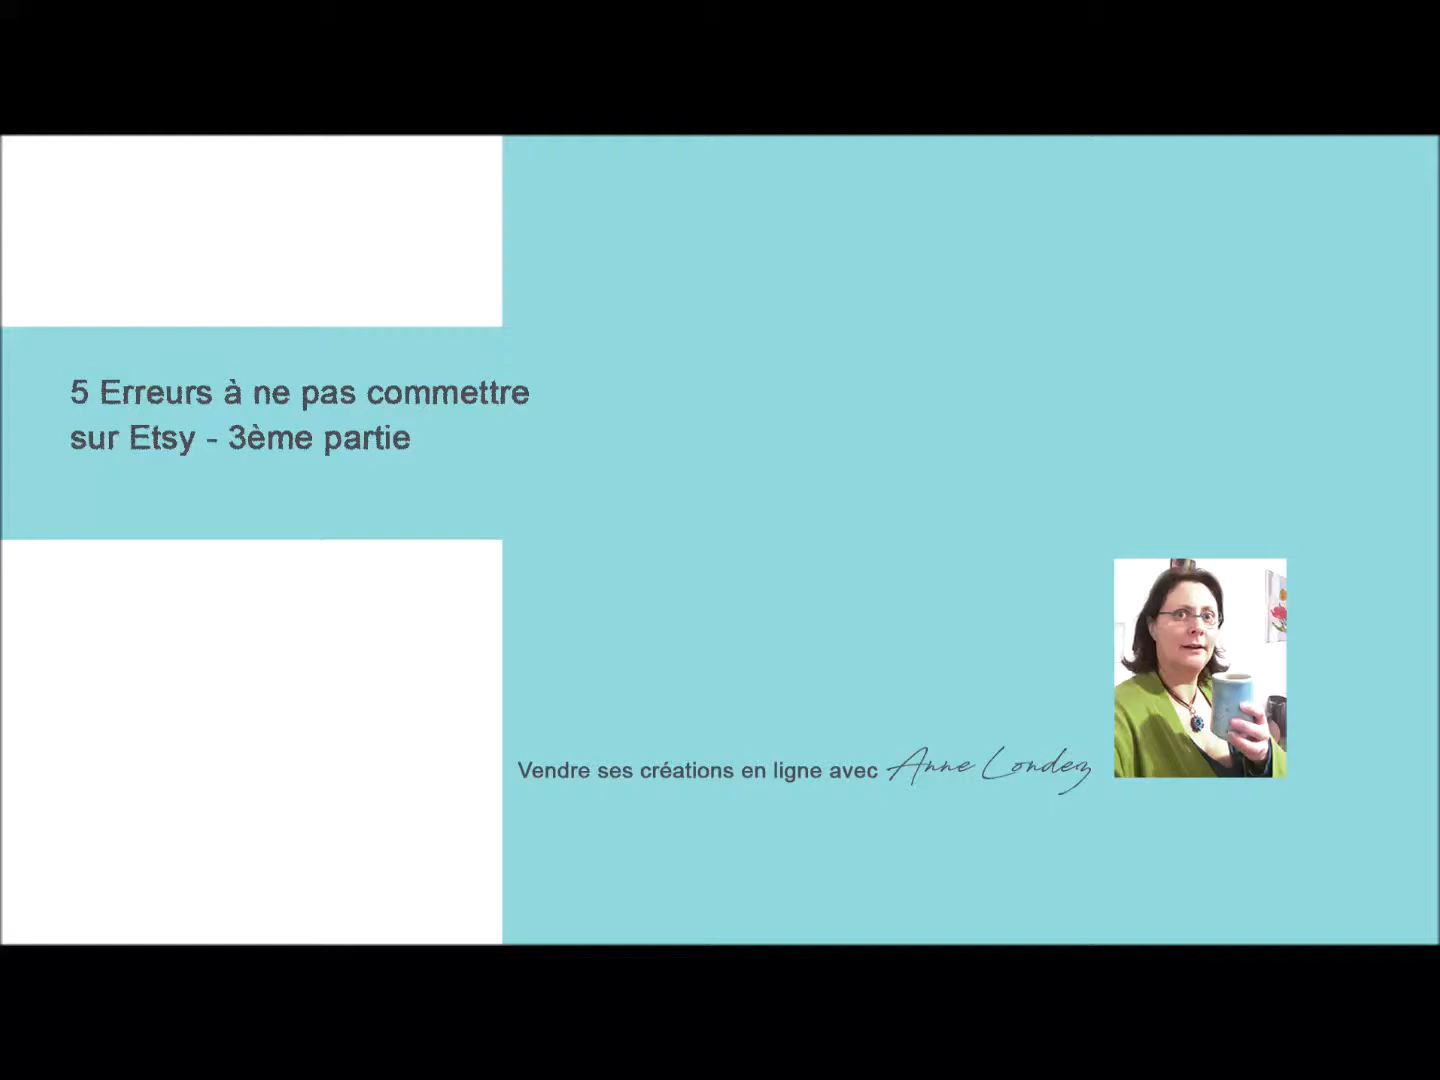 5 Erreurs à ne pas commettre
sur Etsy - 3ème partie
Vendre ses créations en ligne avec Anne Londez